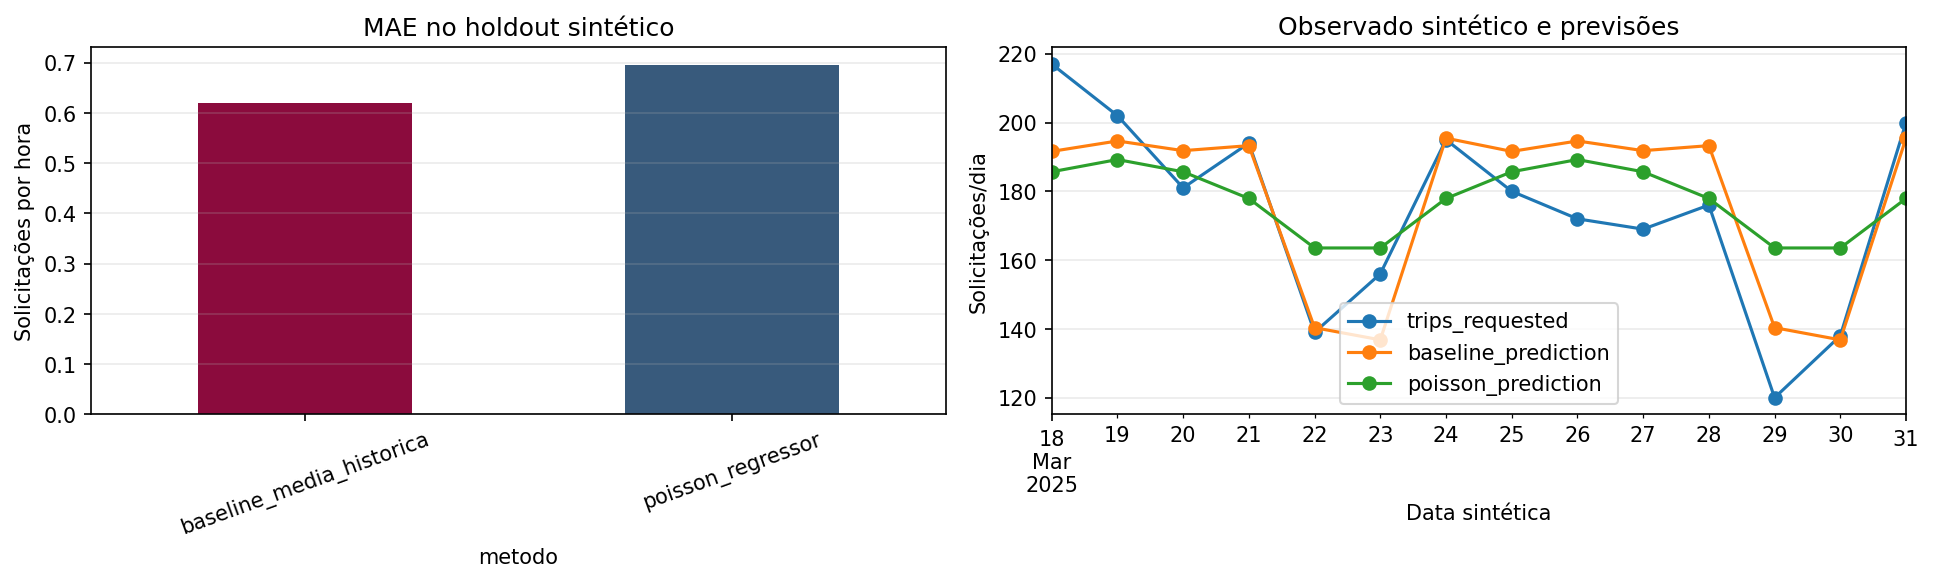 MAE no holdout sintético
Solicitações por hora
0.7
0.6
0.5
0.4
0.3
0.2
0.1
0.0
baseline_media_historica
poisson_regressor
metodo
Observado sintético e previsões
Solicitações/dia
220
200
180
160
140
120
trips_requested
baseline_prediction
poisson_prediction
18 19 20 21 22 23 24 25 26 27 28 29 30 31
Mar
2025
Data sintética